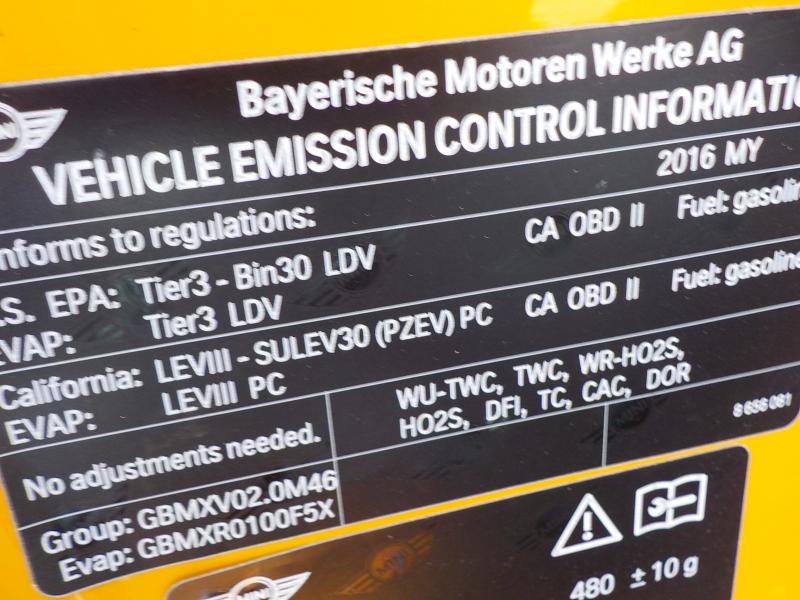 Bayerische Motoren Werke AG
MINI
VEHICLE EMISSION CONTROL INFORMATIO
2016 MY
nforms to regulations:
.S. EPA: Tier3 - Bin30 LDV CA OBD II Fuel: gasolin
VAP: Tier3 LDV
California: LEVIII - SULEV30 (PZEV) PC CA OBD II Fuel: gasoline
EVAP: LEVIII PC
No adjustments needed.
WU-TWC, TWC, WR-HO2S,
HO2S, DFI, TC, CAC, DOR
8 656 081
Group: GBMXV02.0M46
Evap: GBMXR0100F5X
MINI
480 ± 10 g